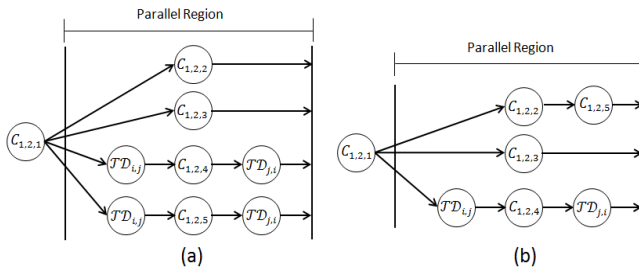 Parallel Region
C₁,₂,₂
C₁,₂,₃
C₁,₂,₁
𝒯𝒟ᵢ,ⱼ C₁,₂,₄ 𝒯𝒟ⱼ,ᵢ
𝒯𝒟ᵢ,ⱼ C₁,₂,₅ 𝒯𝒟ⱼ,ᵢ
(a)
Parallel Region
C₁,₂,₂ C₁,₂,₅
C₁,₂,₁ C₁,₂,₃
𝒯𝒟ᵢ,ⱼ C₁,₂,₄ 𝒯𝒟ⱼ,ᵢ
(b)